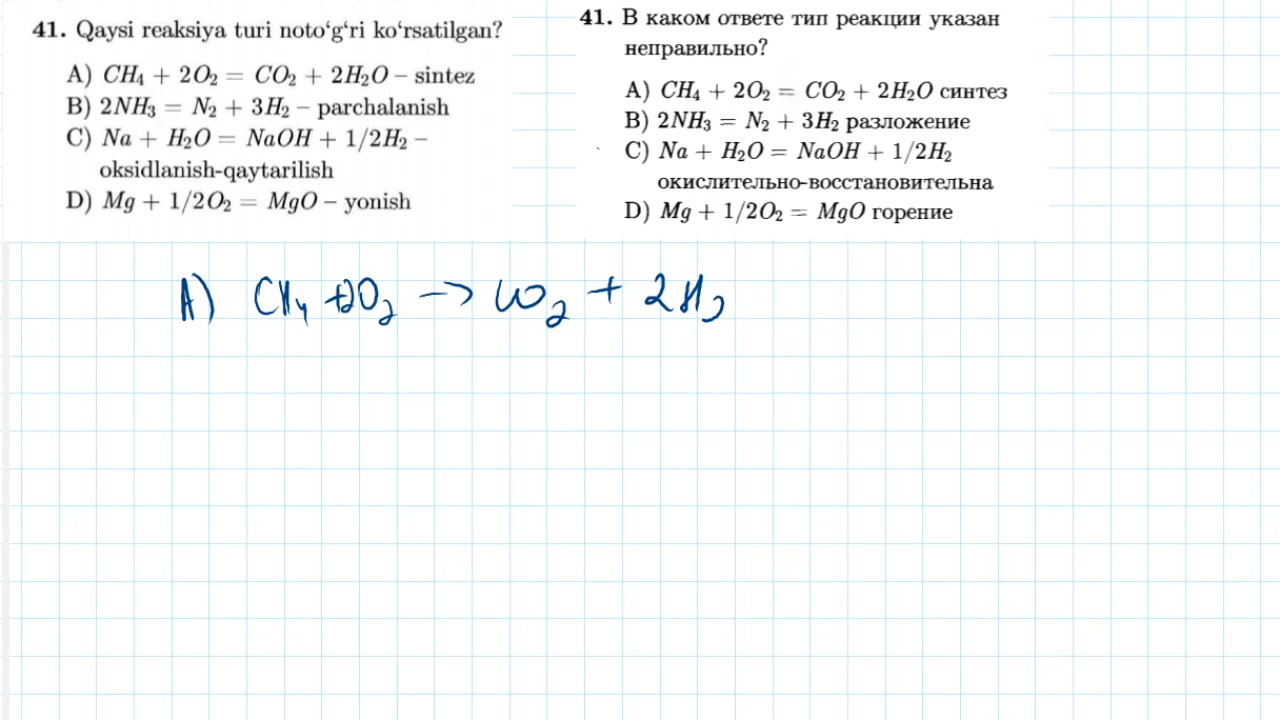 41. Qaysi reaksiya turi noto‘g‘ri ko‘rsatilgan?
A) CH₄ + 2O₂ = CO₂ + 2H₂O – sintez
B) 2NH₃ = N₂ + 3H₂ – parchalanish
C) Na + H₂O = NaOH + 1/2H₂ –
oksidlanish-qaytarilish
D) Mg + 1/2O₂ = MgO – yonish
41. В каком ответе тип реакции указан
неправильно?
A) CH₄ + 2O₂ = CO₂ + 2H₂O синтез
B) 2NH₃ = N₂ + 3H₂ разложение
C) Na + H₂O = NaOH + 1/2H₂
окислительно-восстановительна
D) Mg + 1/2O₂ = MgO горение
A) CH₄ + 2O₂ → CO₂ + 2H₂